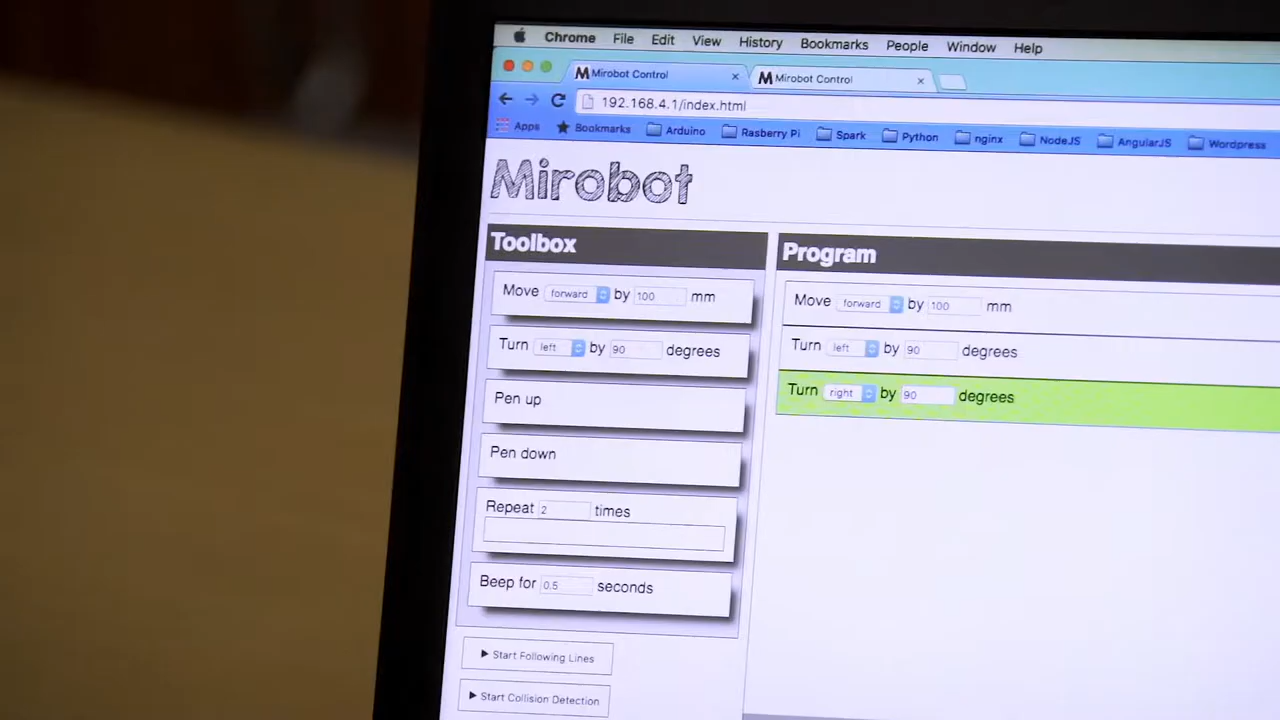 Chrome File Edit View History Bookmarks People Window Help
Mirobot Control Mirobot Control
192.168.4.1/index.html
Apps Bookmarks Arduino Rasberry Pi Spark Python nginx NodeJS AngularJS Wordpress
Mirobot
Toolbox
Move forward by 100 mm
Turn left by 90 degrees
Pen up
Pen down
Repeat 2 times
Beep for 0.5 seconds
Start Following Lines
Start Collision Detection
Program
Move forward by 100 mm
Turn left by 90 degrees
Turn right by 90 degrees